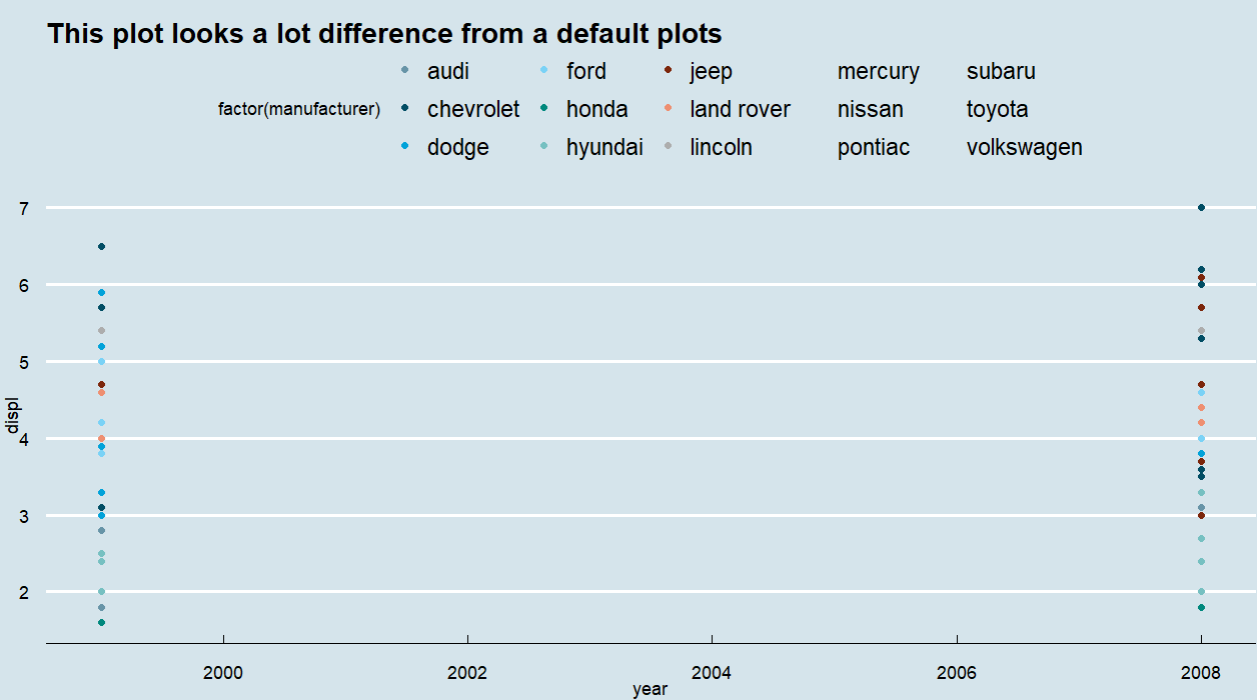 This plot looks a lot difference from a default plots
audi ford jeep mercury subaru
factor(manufacturer) chevrolet honda land rover nissan toyota
dodge hyundai lincoln pontiac volkswagen
7
6
5
displ
4
3
2
2000 2002 2004 2006 2008
year